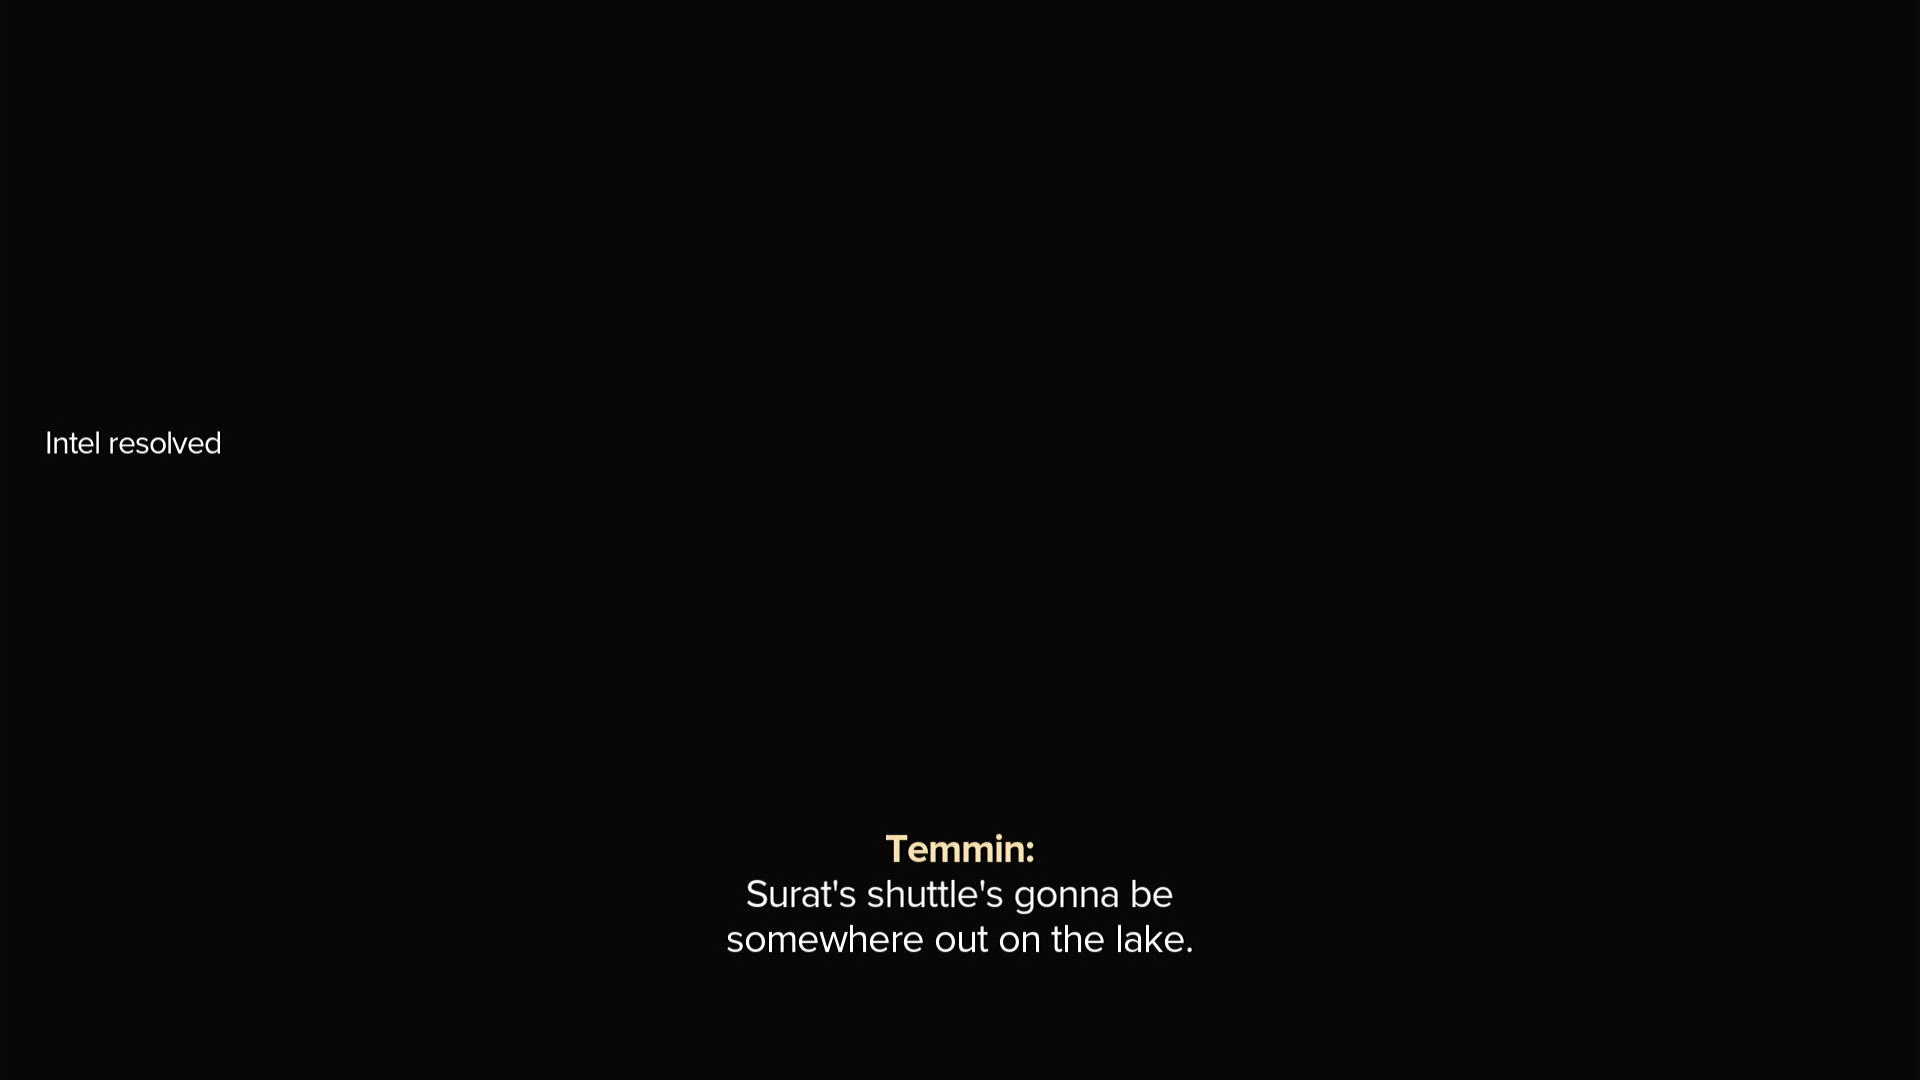 Intel resolved
Temmin:
Surat's shuttle's gonna be
somewhere out on the lake.